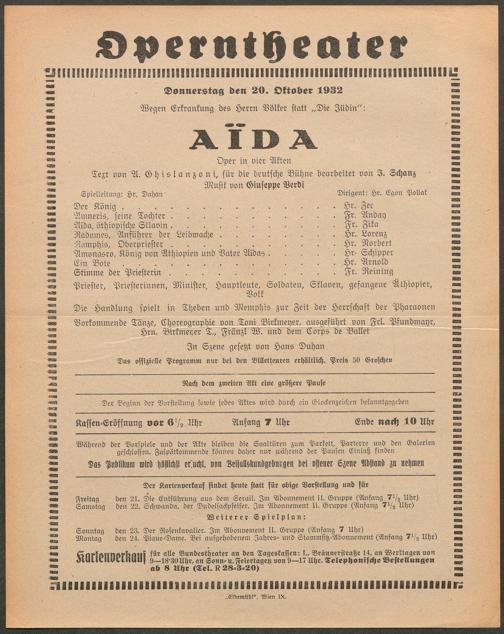 Operntheater
Donnerstag den 20. Oktober 1932
Wegen Erkrankung des Herrn Völker statt „Die Jüdin“:
AÏDA
Oper in vier Akten
Text von A. Ghislanzoni, für die deutsche Bühne bearbeitet von J. Schanz
Musik von Giuseppe Verdi
Spielleitung: Hr. Duhan Dirigent: Hr. Egon Pollak
Der König . . . . . . . . . . Hr. Zec
Amneris, seine Tochter . . . . . . . . . . Fr. Anday
Aïda, äthiopische Sklavin . . . . . . . . . . Fr. Zika
Radames, Anführer der Leibwache . . . . . . . . . . Hr. Lorenz
Ramphis, Oberpriester . . . . . . . . . . Hr. Norbert
Amonasro, König von Äthiopien und Vater Aïdas . . . . . . . . . . Hr. Schipper
Ein Bote . . . . . . . . . . Hr. Arnold
Stimme der Priesterin . . . . . . . . . . Fr. Reining
Priester, Priesterinnen, Minister, Hauptleute, Soldaten, Sklaven, gefangene Äthiopier,
Volk
Die Handlung spielt in Theben und Memphis zur Zeit der Herrschaft der Pharaonen
Vorkommende Tänze, Choreographie von Toni Birkmeyer, ausgeführt von Frl. Pfundmayr,
Hrn. Birkmeyer T., Fränzl W. und dem Corps de Ballet
In Szene gesetzt von Hans Duhan
Das offizielle Programm nur bei den Billetteuren erhältlich. Preis 50 Groschen
Nach dem zweiten Akt eine größere Pause
Der Beginn der Vorstellung sowie jedes Aktes wird durch ein Glockenzeichen bekanntgegeben
Kassen-Eröffnung vor 6½ Uhr Anfang 7 Uhr Ende nach 10 Uhr
Während der Vorspiele und der Akte bleiben die Saaltüren zum Parkett, Parterre und den Galerien
geschlossen. Zuspätkommende können daher nur während der Pausen Einlaß finden
Das Publikum wird höflichst ersucht, von Beifallskundgebungen bei offener Szene Abstand zu nehmen
Der Kartenverkauf findet heute statt für obige Vorstellung und für
Freitag den 21. Die Entführung aus dem Serail. Im Abonnement II. Gruppe (Anfang 7½ Uhr)
Samstag den 22. Schwanda, der Dudelsackpfeifer. Im Abonnement II. Gruppe (Anfang 7½ Uhr)
Weiterer Spielplan:
Sonntag den 23. Der Rosenkavalier. Im Abonnement II. Gruppe (Anfang 7 Uhr)
Montag den 24. Pique-Dame. Bei aufgehobenem Jahres- und Stammsitz-Abonnement (Anfang 7½ Uhr)
Kartenverkauf für alle Bundestheater an den Tageskassen: I., Bräunerstraße 14, an Werktagen von
9—18'30 Uhr, an Sonn- u. Feiertagen von 9—17 Uhr. Telephonische Bestellungen
ab 8 Uhr (Tel. R 28-3-20)
„Elbemühl“, Wien IX.